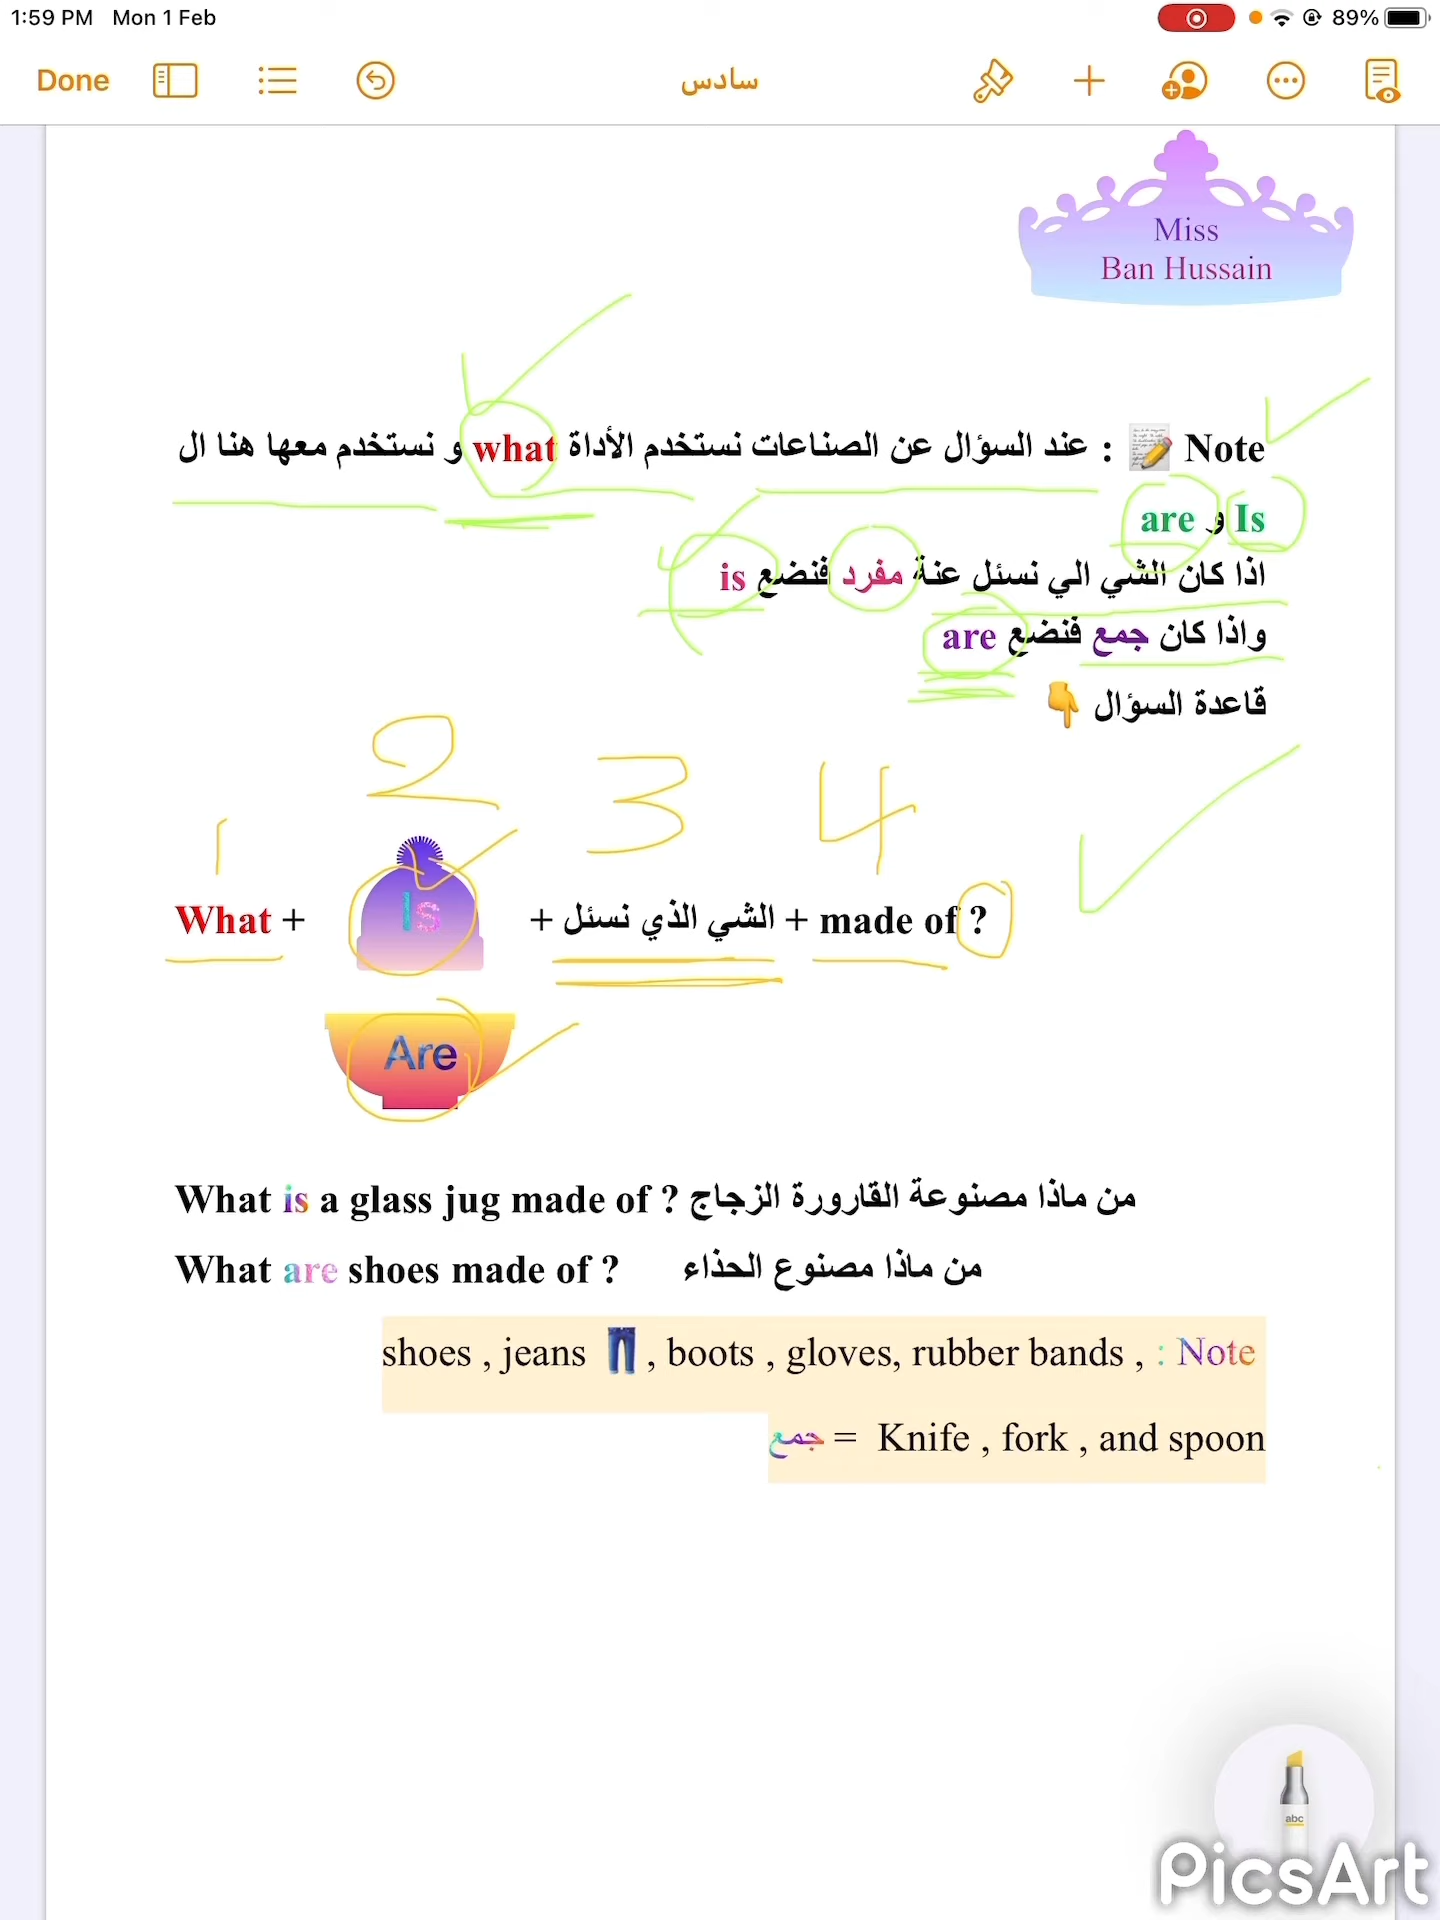 1:59 PM Mon 1 Feb
89%
Done
سادس
Miss
Ban Hussain
Note : عند السؤال عن الصناعات نستخدم الأداة what و نستخدم معها هنا ال
Is و are
اذا كان الشي الي نسئل عنة مفرد فنضع is
واذا كان جمع فنضع are
قاعدة السؤال
1 2 3 4
What + Is + الشي الذي نسئل + made of ?
Are
What is a glass jug made of ? من ماذا مصنوعة القارورة الزجاج
What are shoes made of ? من ماذا مصنوع الحذاء
Note : shoes , jeans , boots , gloves, rubber bands ,
Knife , fork , and spoon = جمع
abc
PicsArt